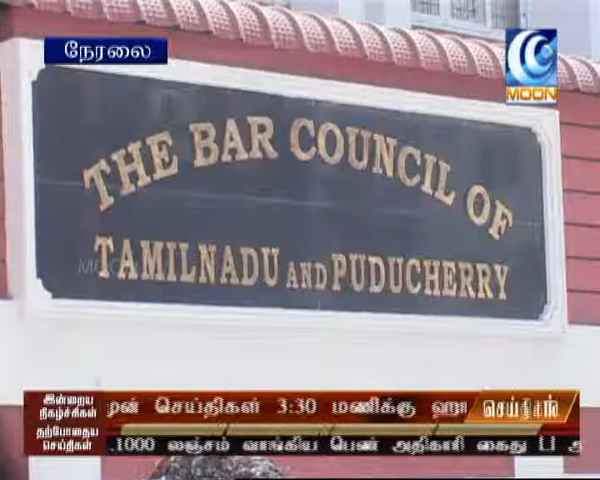 நேரலை
MOON
THE BAR COUNCIL OF
TAMILNADU AND PUDUCHERRY
இன்றைய
நிகழ்ச்சிகள்
செய்திகள் 3:30 மணிக்கு ஹா
தற்போதைய
செய்திகள்
1000 லஞ்சம் வாங்கிய பெண் அதிகாரி கைது